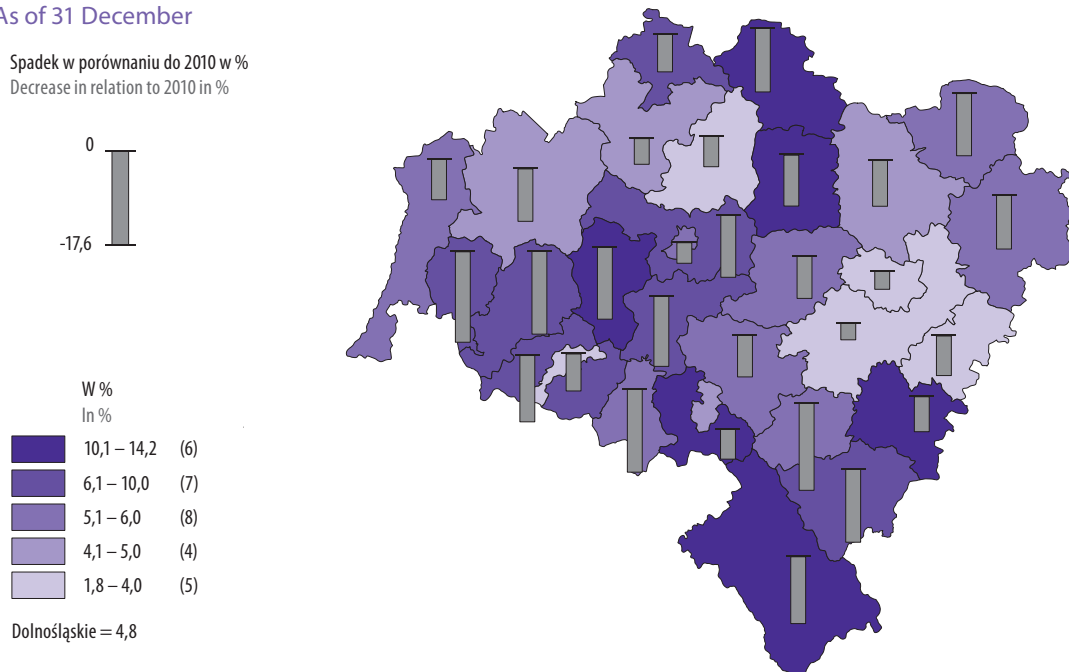 As of 31 December
Spadek w porównaniu do 2010 w %
Decrease in relation to 2010 in %
0
-17,6
W %
In %
10,1 – 14,2 (6)
6,1 – 10,0 (7)
5,1 – 6,0 (8)
4,1 – 5,0 (4)
1,8 – 4,0 (5)
Dolnośląskie = 4,8